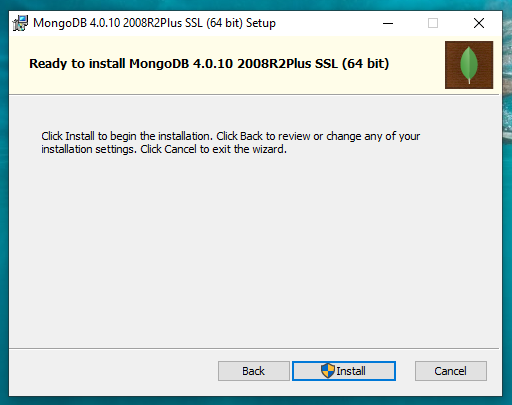 MongoDB 4.0.10 2008R2Plus SSL (64 bit) Setup
Ready to install MongoDB 4.0.10 2008R2Plus SSL (64 bit)
Click Install to begin the installation. Click Back to review or change any of your
installation settings. Click Cancel to exit the wizard.
Back Install Cancel